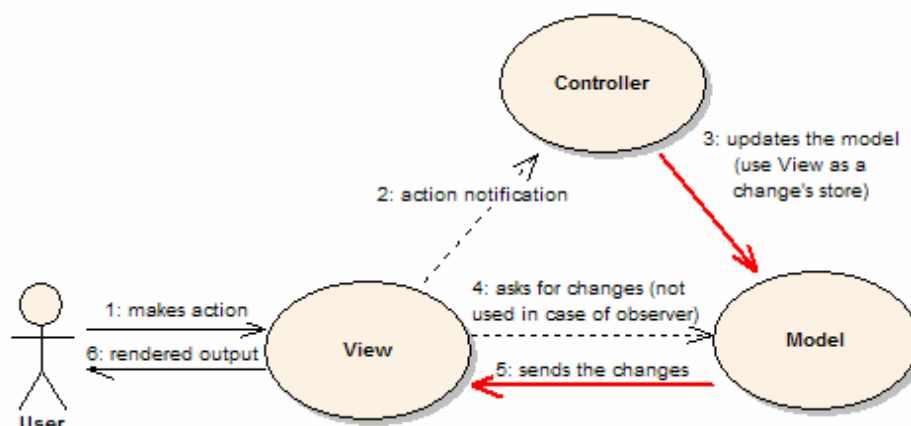 Controller
3: updates the model
(use View as a
change's store)
2: action notification
4: asks for changes (not
used in case of observer)
1: makes action
View
Model
6: rendered output
5: sends the changes
User